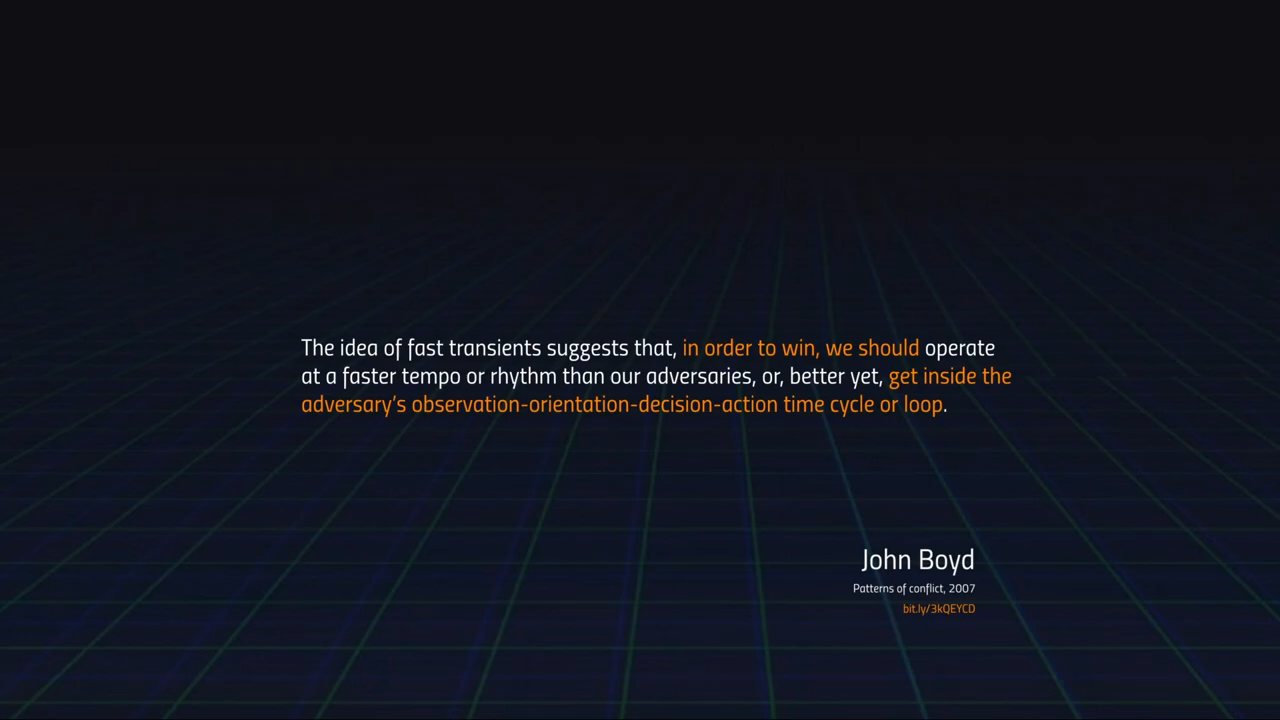 The idea of fast transients suggests that, in order to win, we should operate
at a faster tempo or rhythm than our adversaries, or, better yet, get inside the
adversary’s observation-orientation-decision-action time cycle or loop.
John Boyd
Patterns of conflict, 2007
bit.ly/3kQEYCD